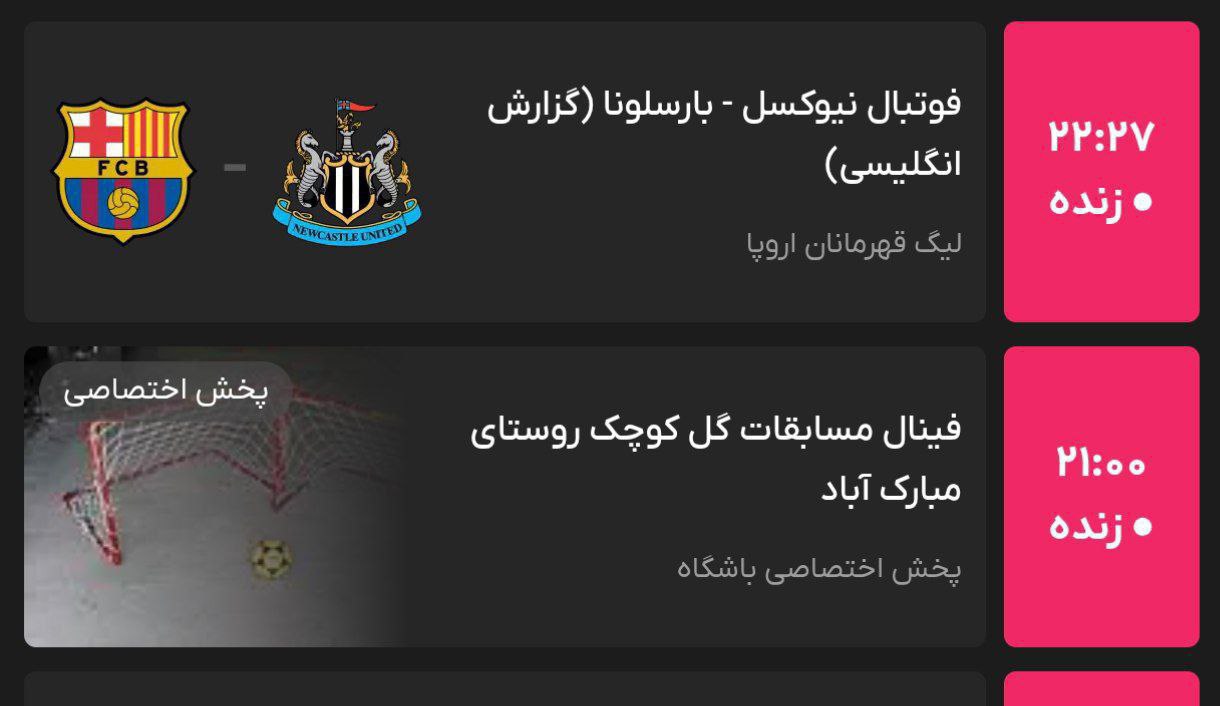 ۲۲:۲۷
• زنده
فوتبال نیوکسل - بارسلونا (گزارش
انگلیسی)
لیگ قهرمانان اروپا
NEWCASTLE UNITED
-
FCB
۲۱:۰۰
• زنده
فینال مسابقات گل کوچک روستای
مبارک آباد
پخش اختصاصی باشگاه
پخش اختصاصی